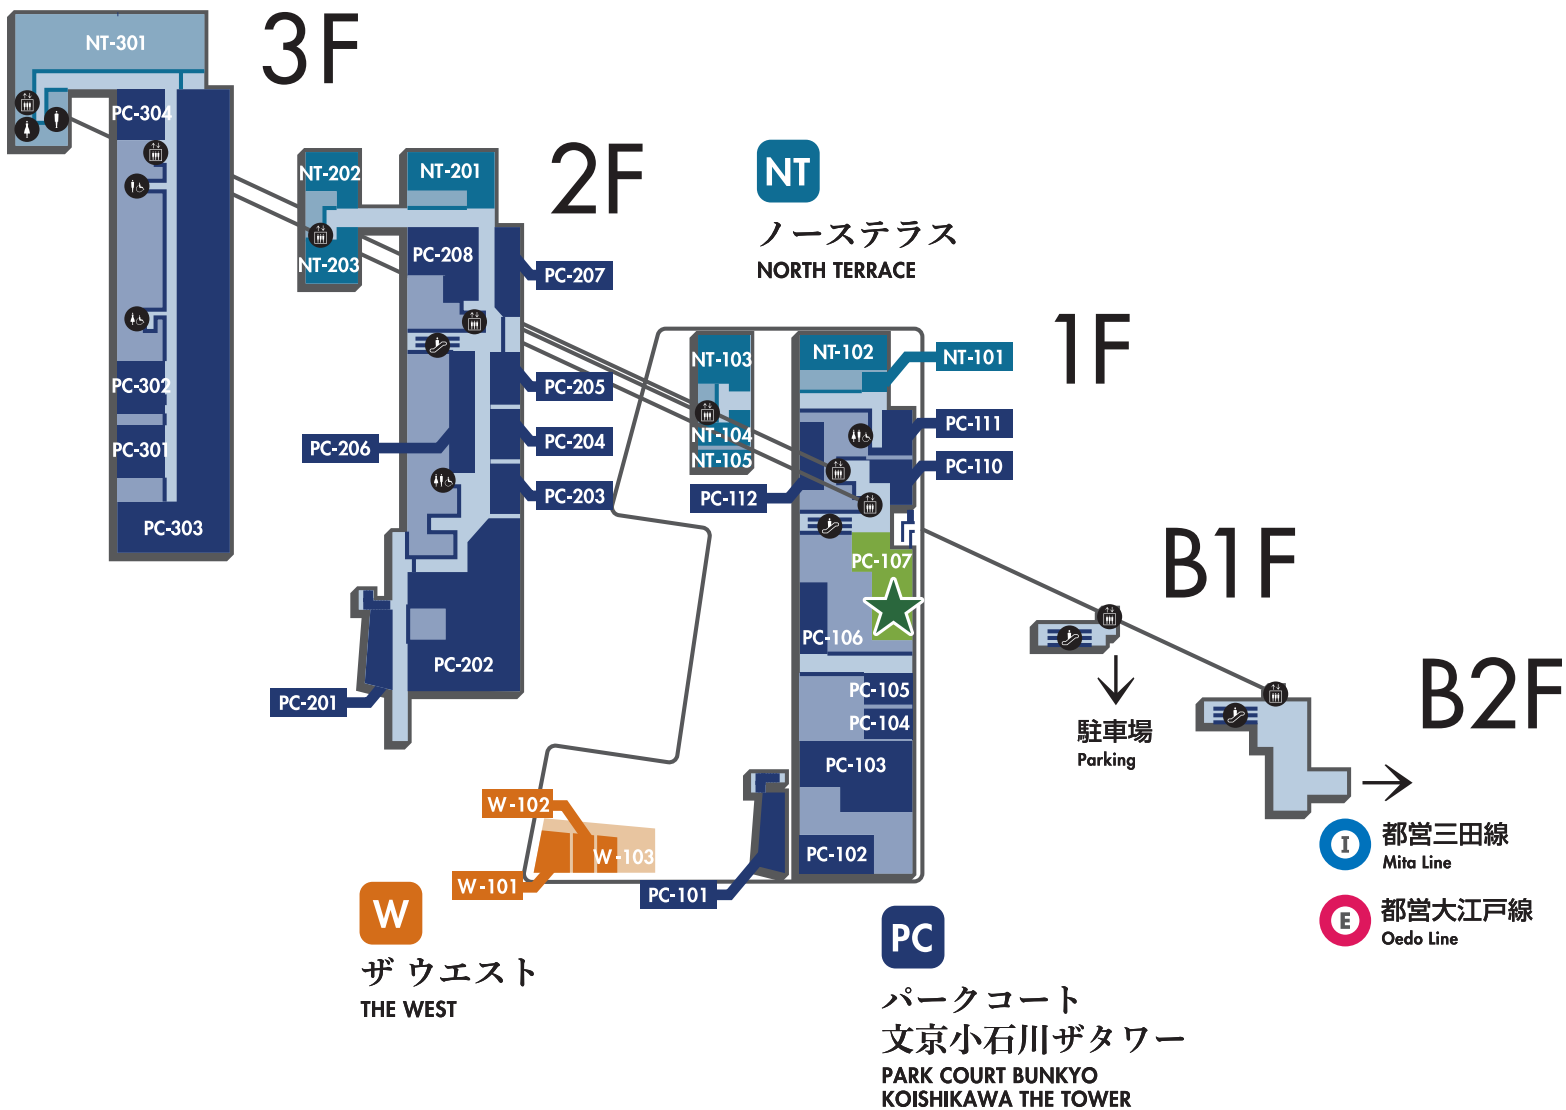 3F
NT-301
PC-304
PC-302
PC-301
PC-303
2F
NT-202
NT-201
NT-203
PC-208
PC-207
PC-205
PC-204
PC-206
PC-203
PC-202
PC-201
NT
ノーステラス
NORTH TERRACE
1F
NT-103
NT-102
NT-101
NT-104
NT-105
PC-111
PC-110
PC-112
PC-107
PC-106
PC-105
PC-104
PC-103
PC-102
PC-101
W-102
W-103
W-101
W
ザ ウエスト
THE WEST
PC
パークコート
文京小石川ザタワー
PARK COURT BUNKYO
KOISHIKAWA THE TOWER
B1F
駐車場
Parking
B2F
I
都営三田線
Mita Line
E
都営大江戸線
Oedo Line